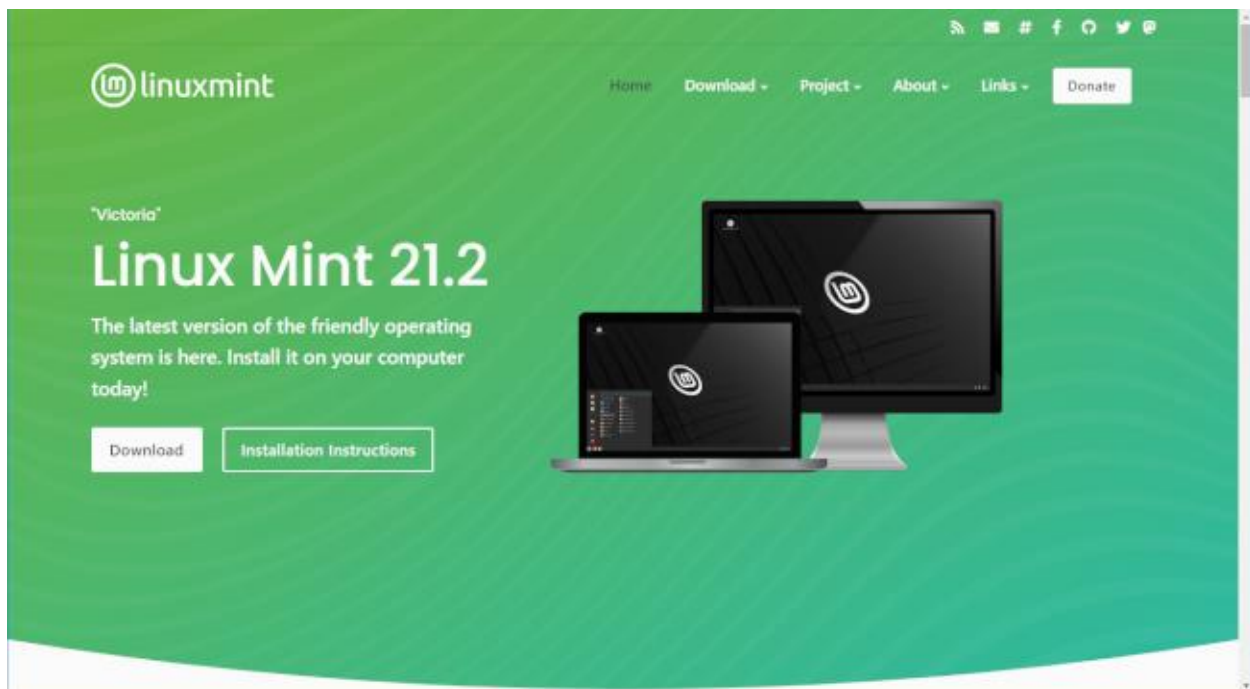 linuxmint
Home Download Project About Links Donate
"Victoria"
Linux Mint 21.2
The latest version of the friendly operating
system is here. Install it on your computer
today!
Download Installation Instructions